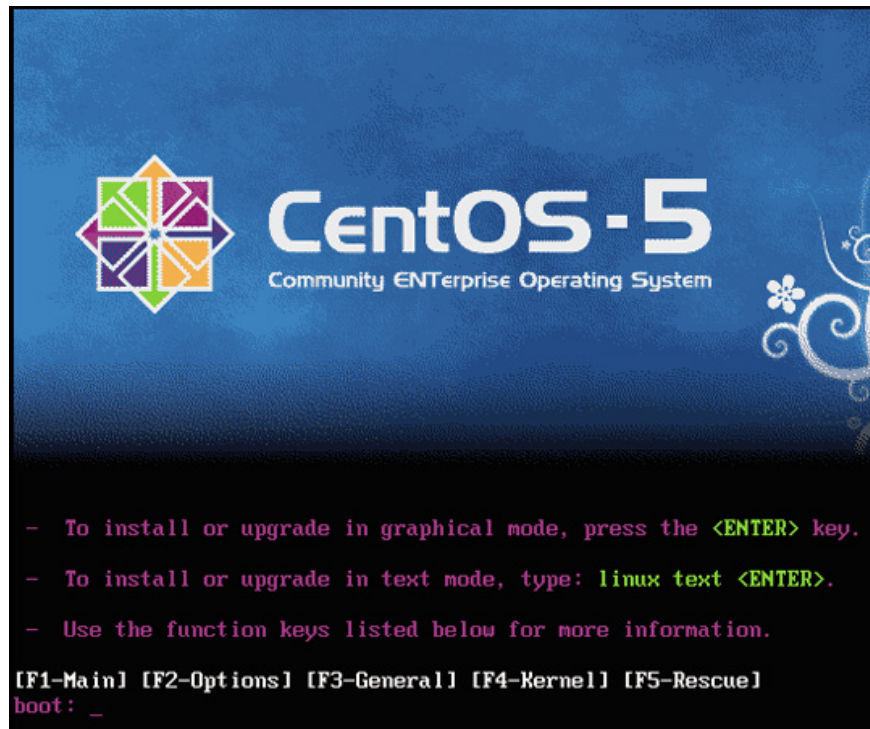 CentOS-5
Community ENTerprise Operating System
- To install or upgrade in graphical mode, press the <ENTER> key.
- To install or upgrade in text mode, type: linux text <ENTER>.
- Use the function keys listed below for more information.
[F1-Main] [F2-Options] [F3-General] [F4-Kernel] [F5-Rescue]
boot: _